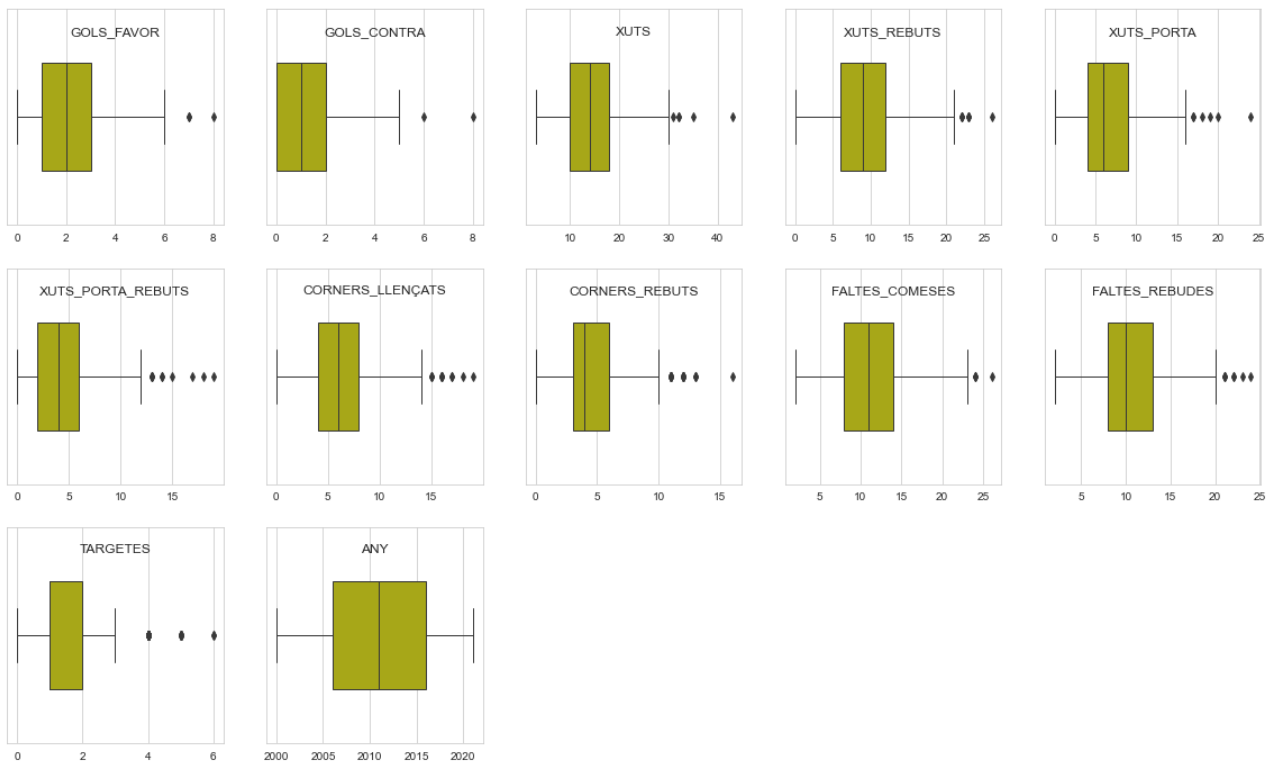 GOLS_FAVOR
0 2 4 6 8
GOLS_CONTRA
0 2 4 6 8
XUTS
10 20 30 40
XUTS_REBUTS
0 5 10 15 20 25
XUTS_PORTA
0 5 10 15 20 25
XUTS_PORTA_REBUTS
0 5 10 15
CORNERS_LLENÇATS
0 5 10 15
CORNERS_REBUTS
0 5 10 15
FALTES_COMESES
5 10 15 20 25
FALTES_REBUDES
5 10 15 20 25
TARGETES
0 2 4 6
ANY
2000 2005 2010 2015 2020